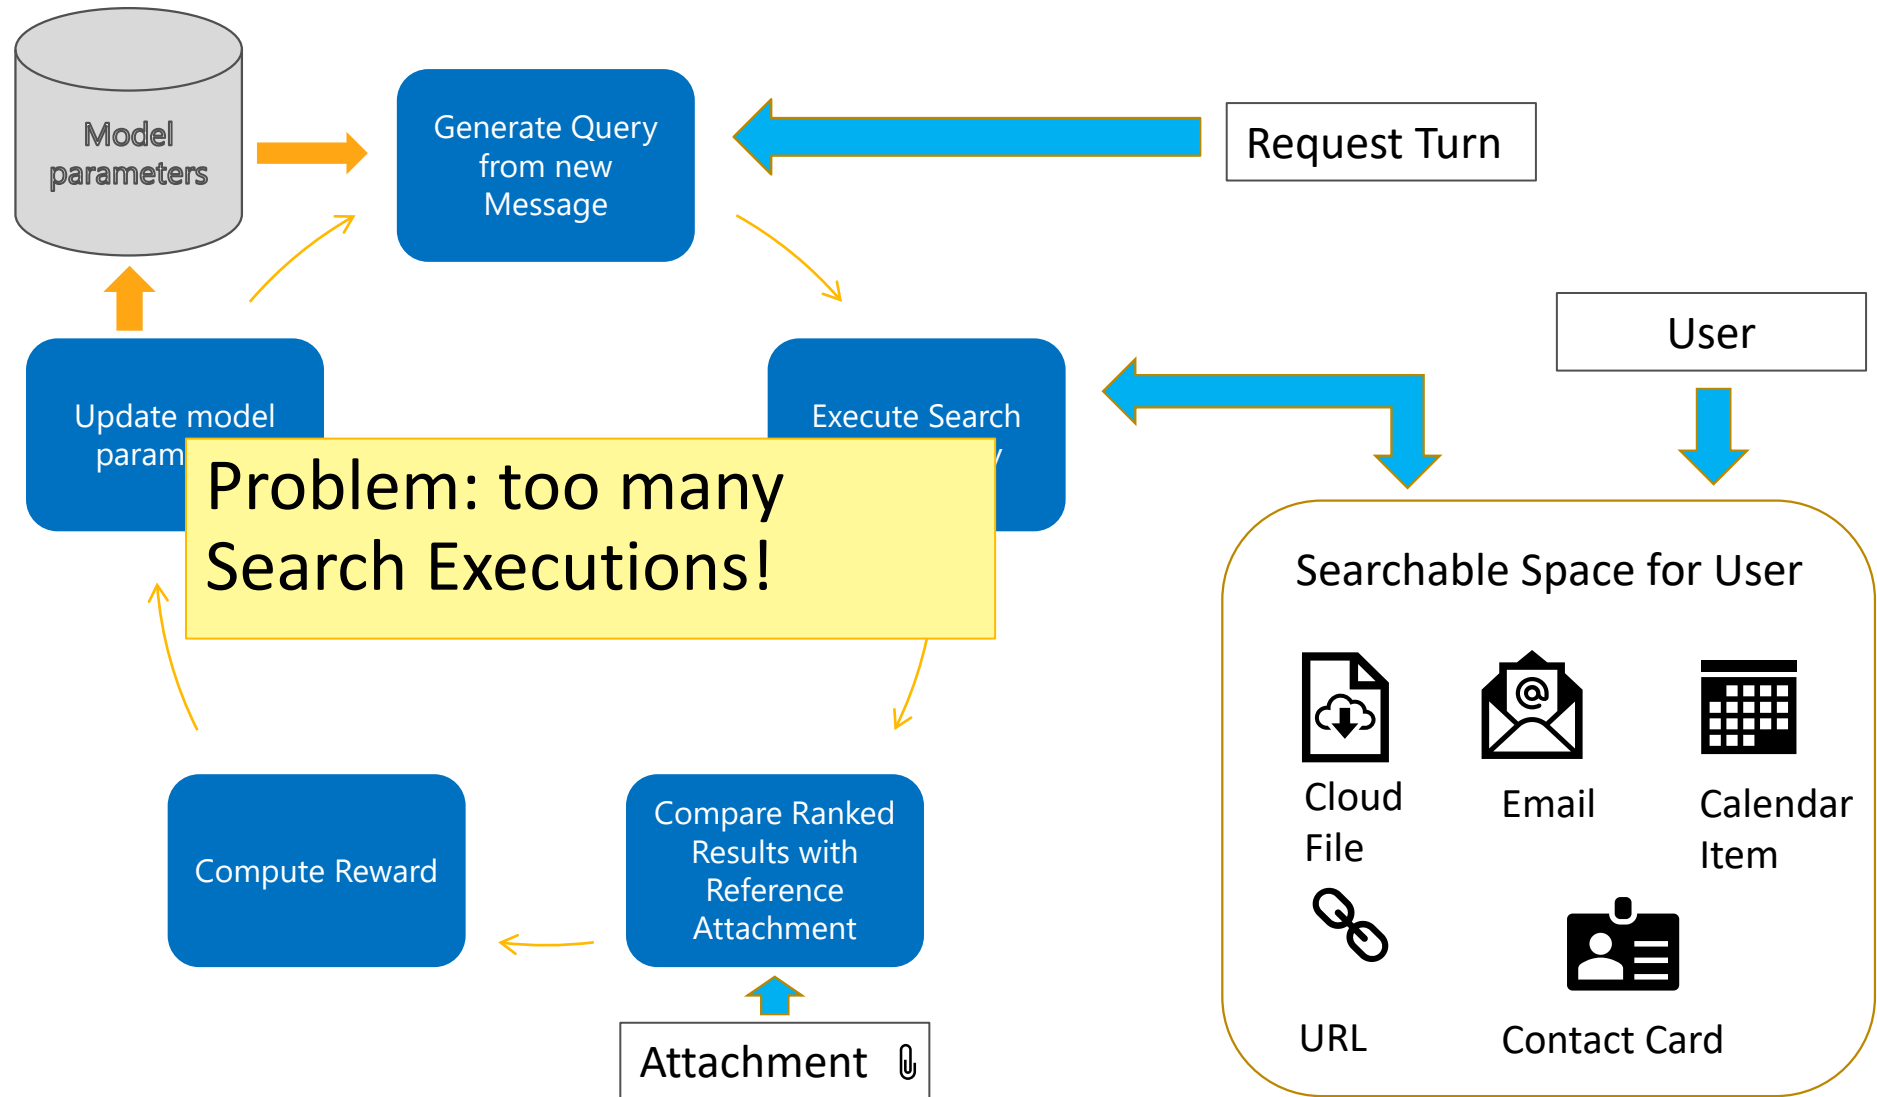 Model
parameters
Generate Query
from new
Message
Request Turn
User
Update model
Execute Search
Problem: too many
Search Executions!
Searchable Space for User
Cloud
File
Email
Calendar
Item
URL
Contact Card
Compute Reward
Compare Ranked
Results with
Reference
Attachment
Attachment